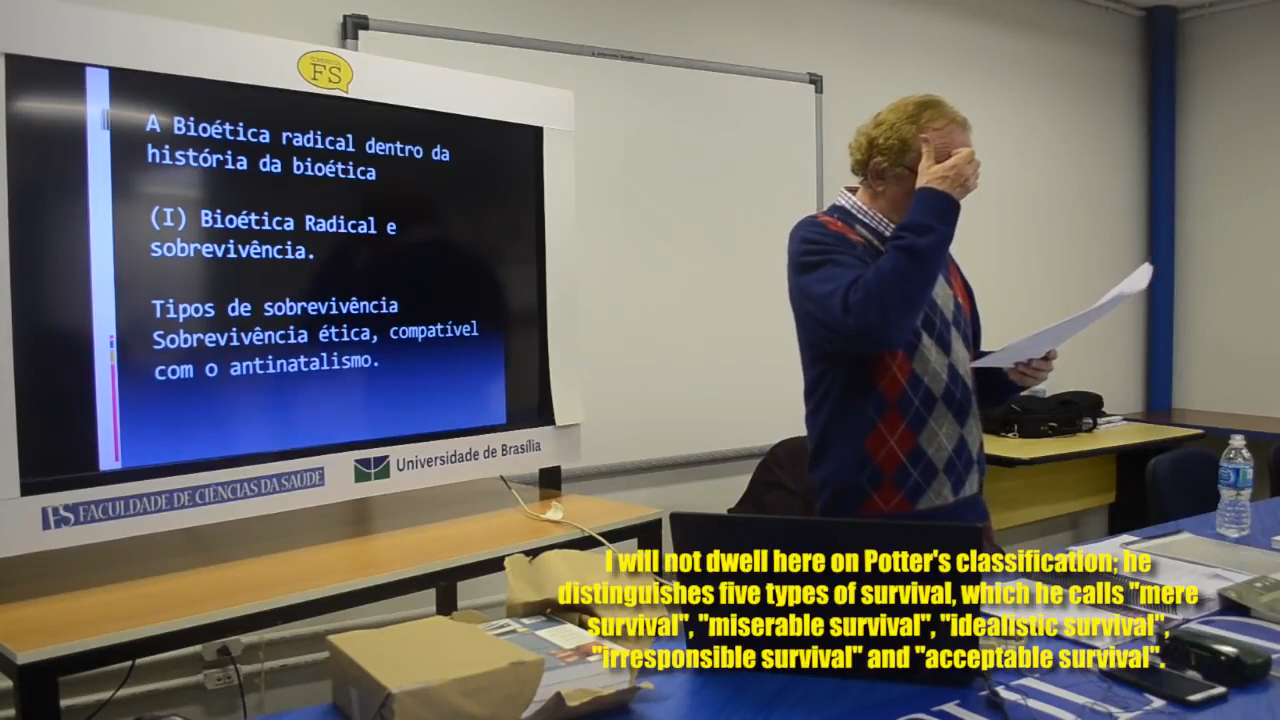 FS
A Bioética radical dentro da
história da bioética
(I) Bioética Radical e
sobrevivência.
Tipos de sobrevivência
Sobrevivência ética, compatível
com o antinatalismo.
FS FACULDADE DE CIÊNCIAS DA SAÚDE
Universidade de Brasília
I will not dwell here on Potter's classification; he
distinguishes five types of survival, which he calls "mere
survival", "miserable survival", "idealistic survival",
"irresponsible survival" and "acceptable survival".